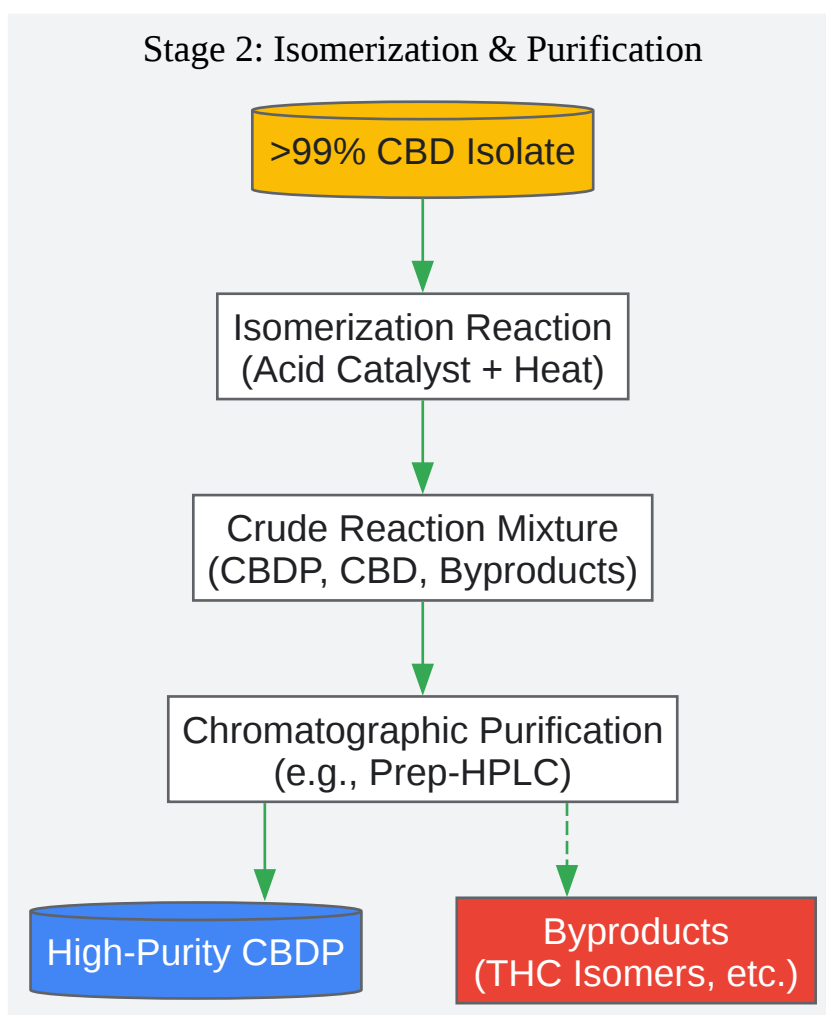 Stage 2: Isomerization & Purification
>99% CBD Isolate
Isomerization Reaction
(Acid Catalyst + Heat)
Crude Reaction Mixture
(CBDP, CBD, Byproducts)
Chromatographic Purification
(e.g., Prep-HPLC)
High-Purity CBDP
Byproducts
(THC Isomers, etc.)